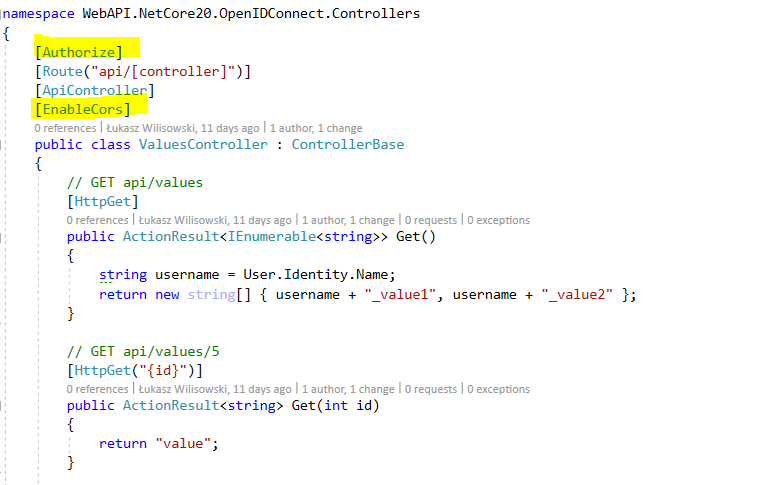 namespace WebAPI.NetCore20.OpenIDConnect.Controllers
{
[Authorize]
[Route("api/[controller]")]
[ApiController]
[EnableCors]
0 references | Łukasz Wilisowski, 11 days ago | 1 author, 1 change
public class ValuesController : ControllerBase
{
// GET api/values
[HttpGet]
0 references | Łukasz Wilisowski, 11 days ago | 1 author, 1 change | 0 requests | 0 exceptions
public ActionResult<IEnumerable<string>> Get()
{
string username = User.Identity.Name;
return new string[] { username + "_value1", username + "_value2" };
}
// GET api/values/5
[HttpGet("{id}")]
0 references | Łukasz Wilisowski, 11 days ago | 1 author, 1 change | 0 requests | 0 exceptions
public ActionResult<string> Get(int id)
{
return "value";
}